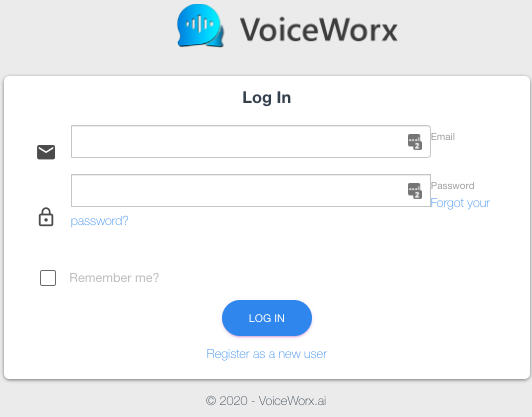 VoiceWorx
Log In
Email
Password
Forgot your
password?
Remember me?
LOG IN
Register as a new user
© 2020 - VoiceWorx.ai